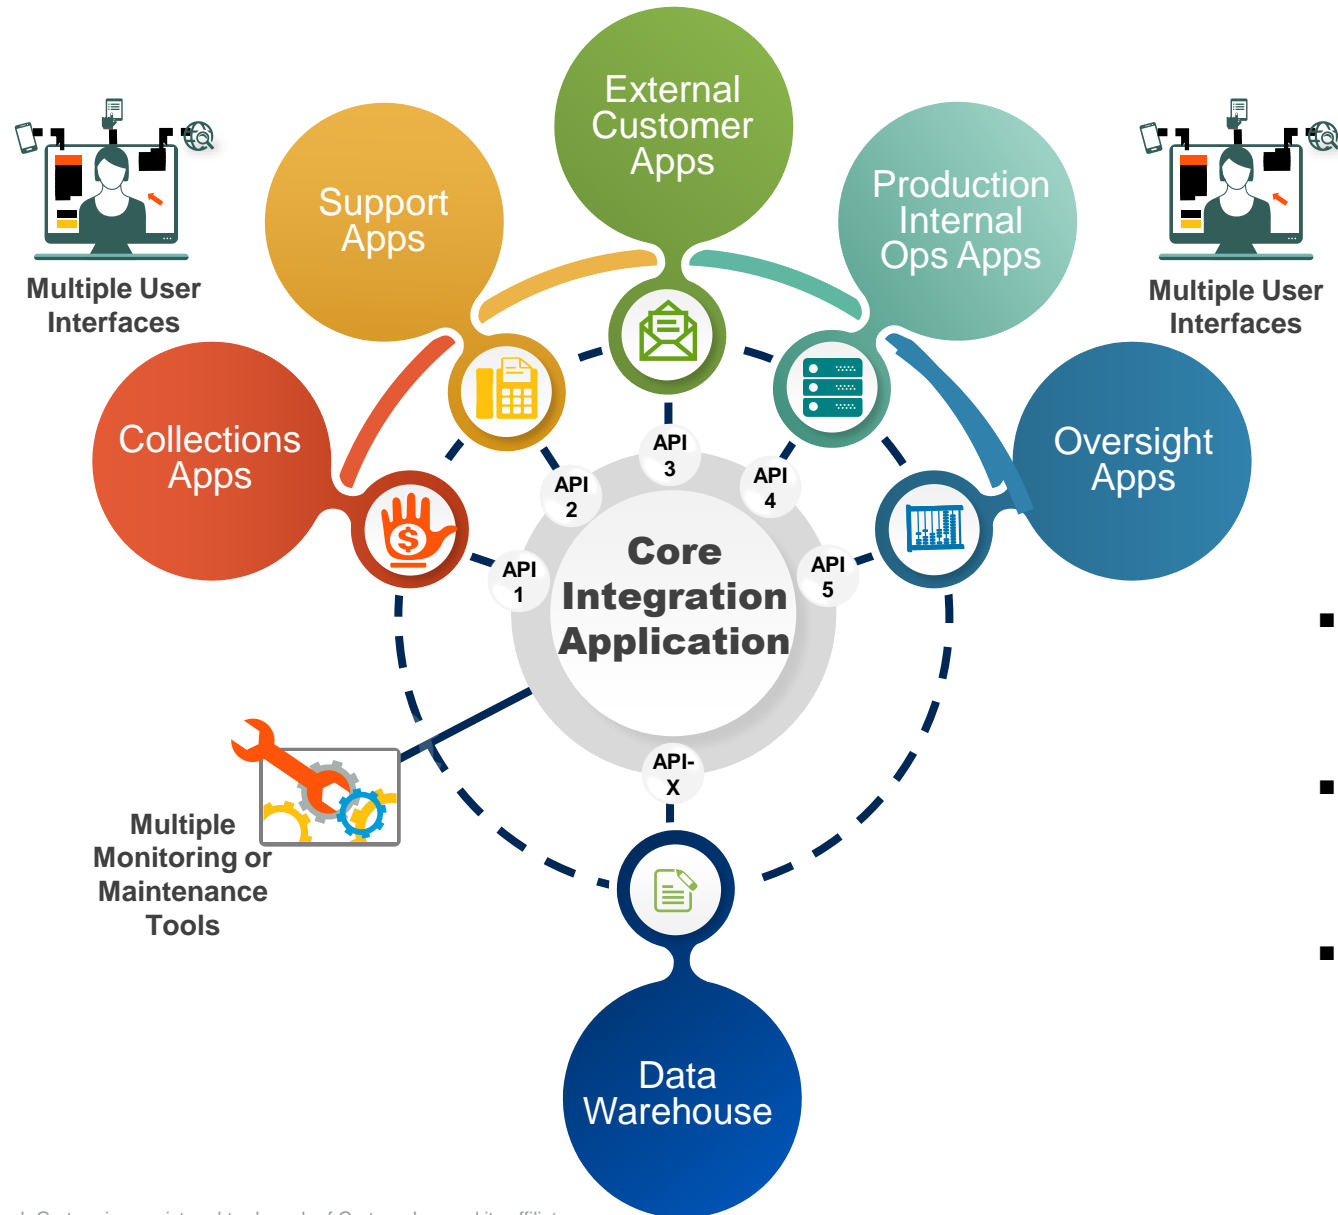 External
Customer
Apps
Support
Apps
Production
Internal
Ops Apps
Multiple User
Interfaces
Multiple User
Interfaces
Collections
Apps
Oversight
Apps
API
3
API
2
API
4
API
1
API
5
Core
Integration
Application
API-
X
Multiple
Monitoring or
Maintenance
Tools
Data
Warehouse